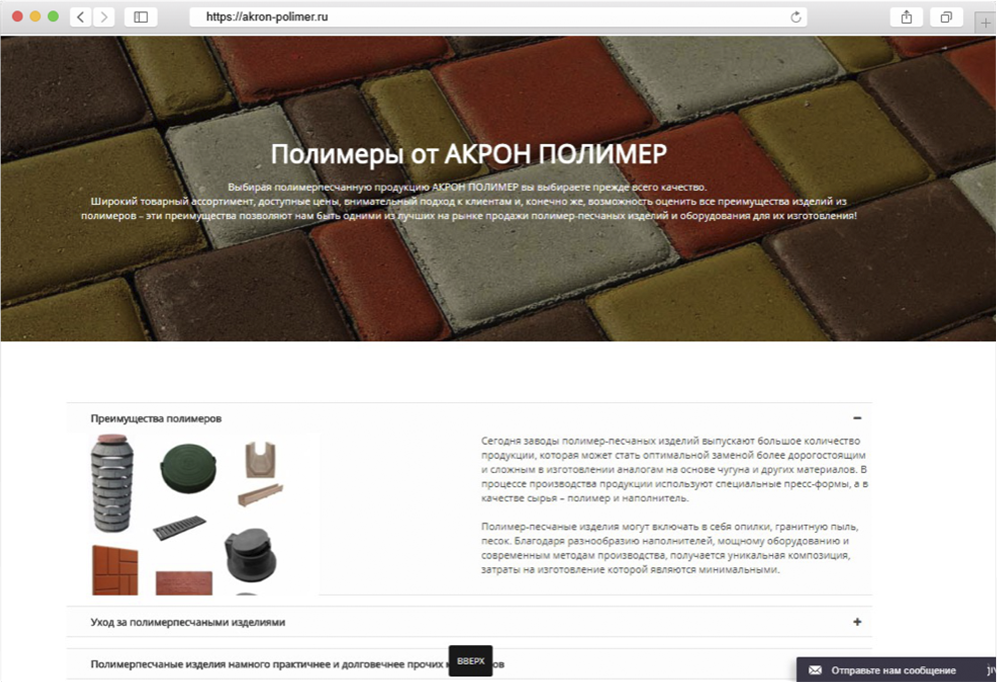 https://akron-polimer.ru
Полимеры от АКРОН ПОЛИМЕР
Выбирая полимерпесчанную продукцию АКРОН ПОЛИМЕР вы выбираете прежде всего качество.
Широкий товарный ассортимент, доступные цены, внимательный подход к клиентам и, конечно же, возможность оценить все преимущества изделий из
полимеров – эти преимущества позволяют нам быть одними из лучших на рынке продажи полимер-песчаных изделий и оборудования для их изготовления!
Преимущества полимеров
Сегодня заводы полимер-песчаных изделий выпускают большое количество
продукции, которая может стать оптимальной заменой более дорогостоящим
и сложным в изготовлении аналогам на основе чугуна и других материалов. В
процессе производства продукции используют специальные пресс-формы, а в
качестве сырья – полимер и наполнитель.
Полимер-песчаные изделия могут включать в себя опилки, гранитную пыль,
песок. Благодаря разнообразию наполнителей, мощному оборудованию и
современным методам производства, получается уникальная композиция,
затраты на изготовление которой являются минимальными.
Уход за полимерпесчаными изделиями
Полимерпесчаные изделия намного практичнее и долговечнее прочих
ВВЕРХ
Отправьте нам сообщение